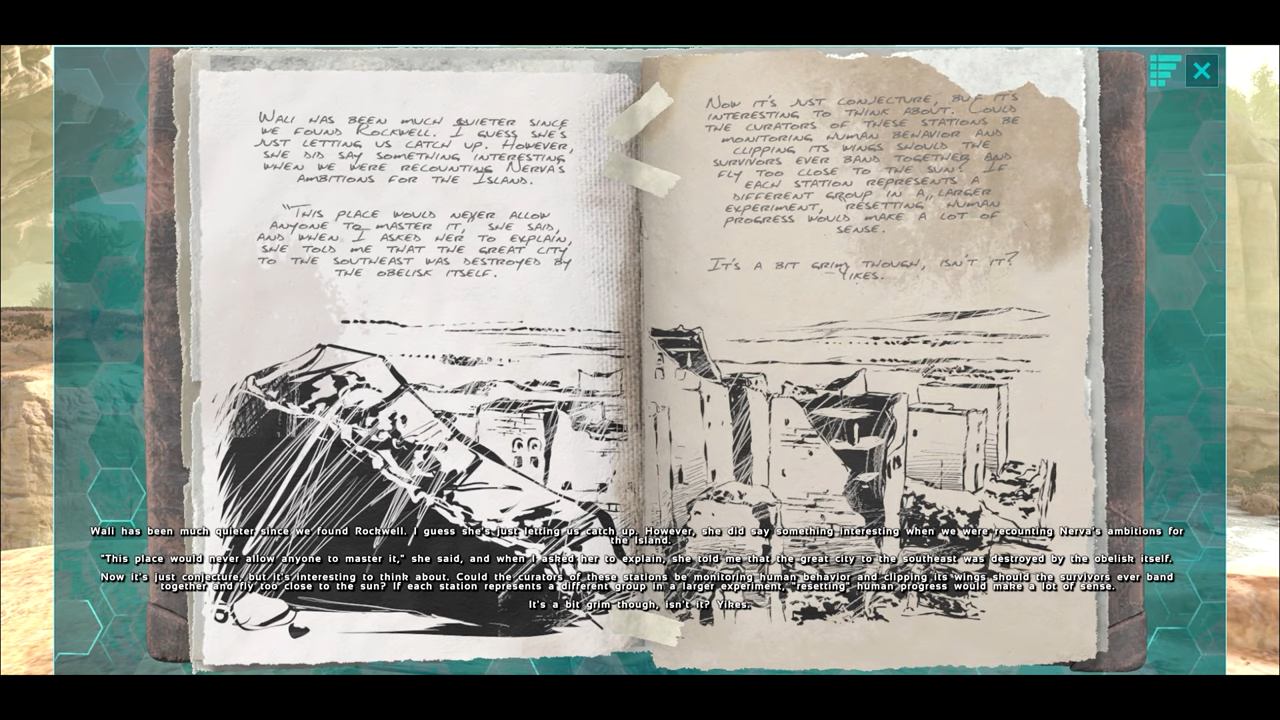 WALI HAS BEEN MUCH QUIETER SINCE
WE FOUND ROCKWELL. I GUESS SHE'S
JUST LETTING US CATCH UP. HOWEVER,
SHE DID SAY SOMETHING INTERESTING
WHEN WE WERE RECOUNTING NERVA'S
AMBITIONS FOR THE ISLAND.
"THIS PLACE WOULD NEVER ALLOW
ANYONE TO MASTER IT, SHE SAID,
AND WHEN I ASKED HER TO EXPLAIN,
SHE TOLD ME THAT THE GREAT CITY
TO THE SOUTHEAST WAS DESTROYED BY
THE OBELISK ITSELF.
NOW IT'S JUST CONJECTURE, BUT IT'S
INTERESTING TO THINK ABOUT. COULD
THE CURATORS OF THESE STATIONS BE
MONITORING HUMAN BEHAVIOR AND
CLIPPING ITS WINGS SHOULD THE
SURVIVORS EVER BAND TOGETHER AND
FLY TOO CLOSE TO THE SUN? IF
EACH STATION REPRESENTS A
DIFFERENT GROUP IN A LARGER
EXPERIMENT, RESETTING HUMAN
PROGRESS WOULD MAKE A LOT OF
SENSE.
IT'S A BIT GRIM THOUGH, ISN'T IT?
YIKES.
Wali has been much quieter since we found Rockwell. I guess she's just letting us catch up. However, she did say something interesting when we were recounting Nerva's ambitions for
the Island.
"This place would never allow anyone to master it," she said, and when I asked her to explain, she told me that the great city to the southeast was destroyed by the obelisk itself.
Now it's just conjecture, but it's interesting to think about. Could the curators of these stations be monitoring human behavior and clipping its wings should the survivors ever band
together and fly too close to the sun? If each station represents a different group in a larger experiment, "resetting" human progress would make a lot of sense.
It's a bit grim though, isn't it? Yikes.